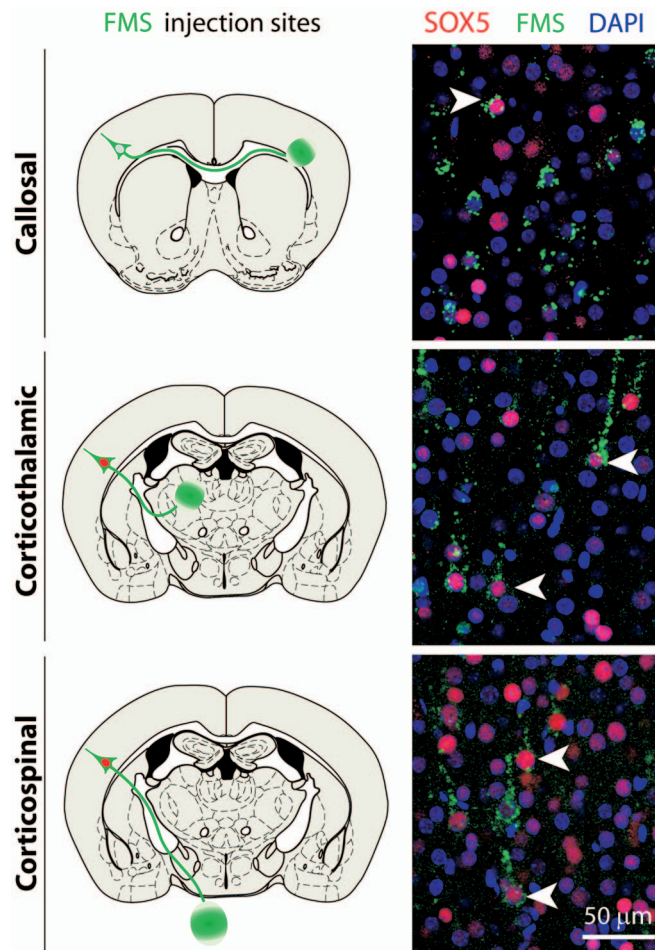 FMS injection sites
SOX5 FMS DAPI
Callosal
Corticothalamic
Corticospinal
50 μm